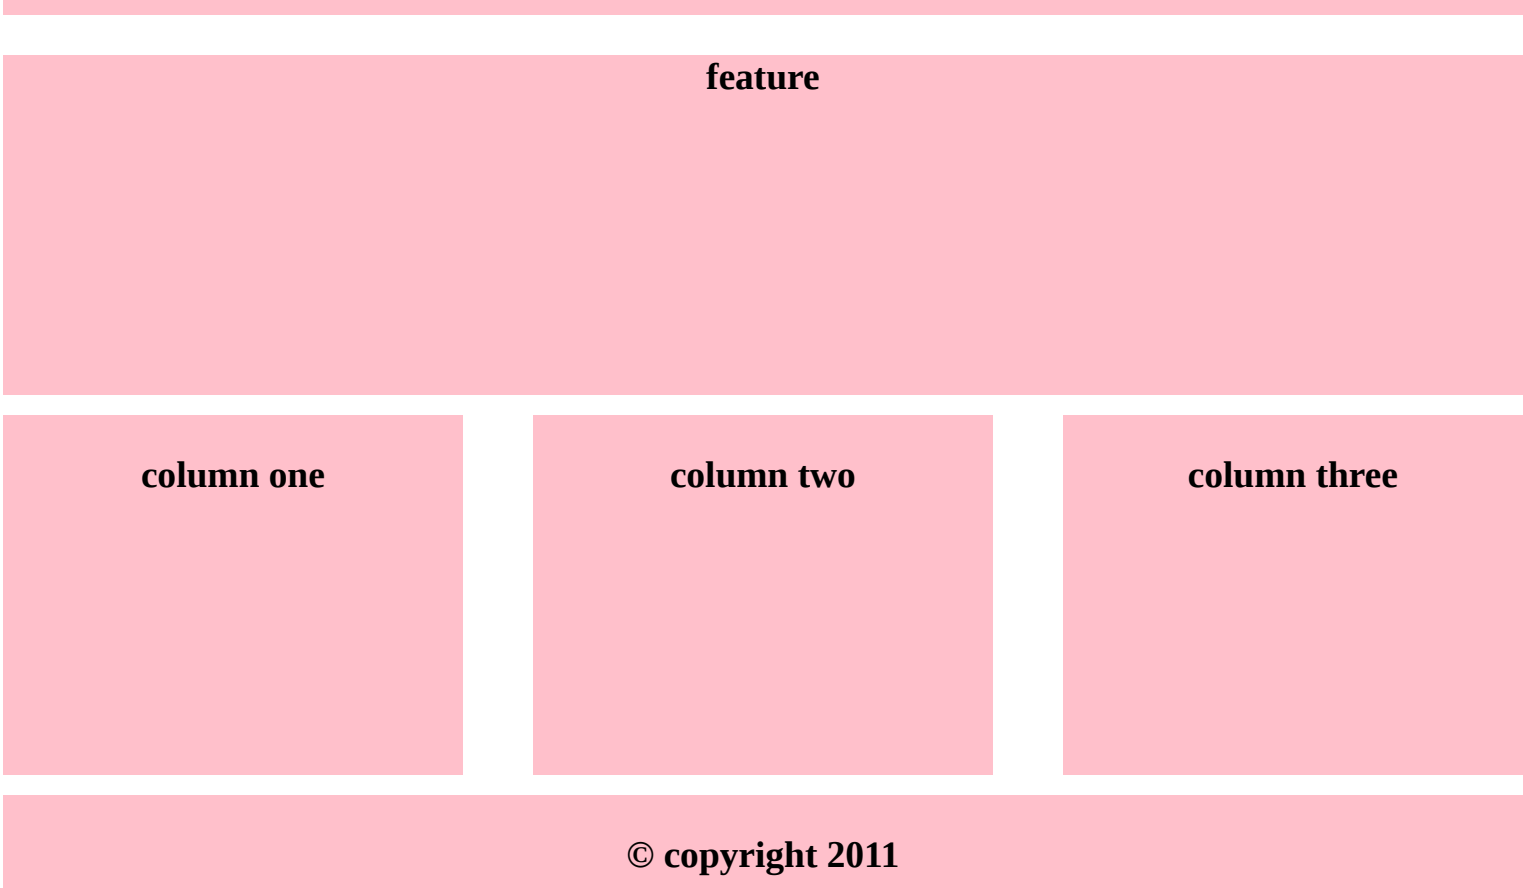 feature
column one
column two
column three
© copyright 2011